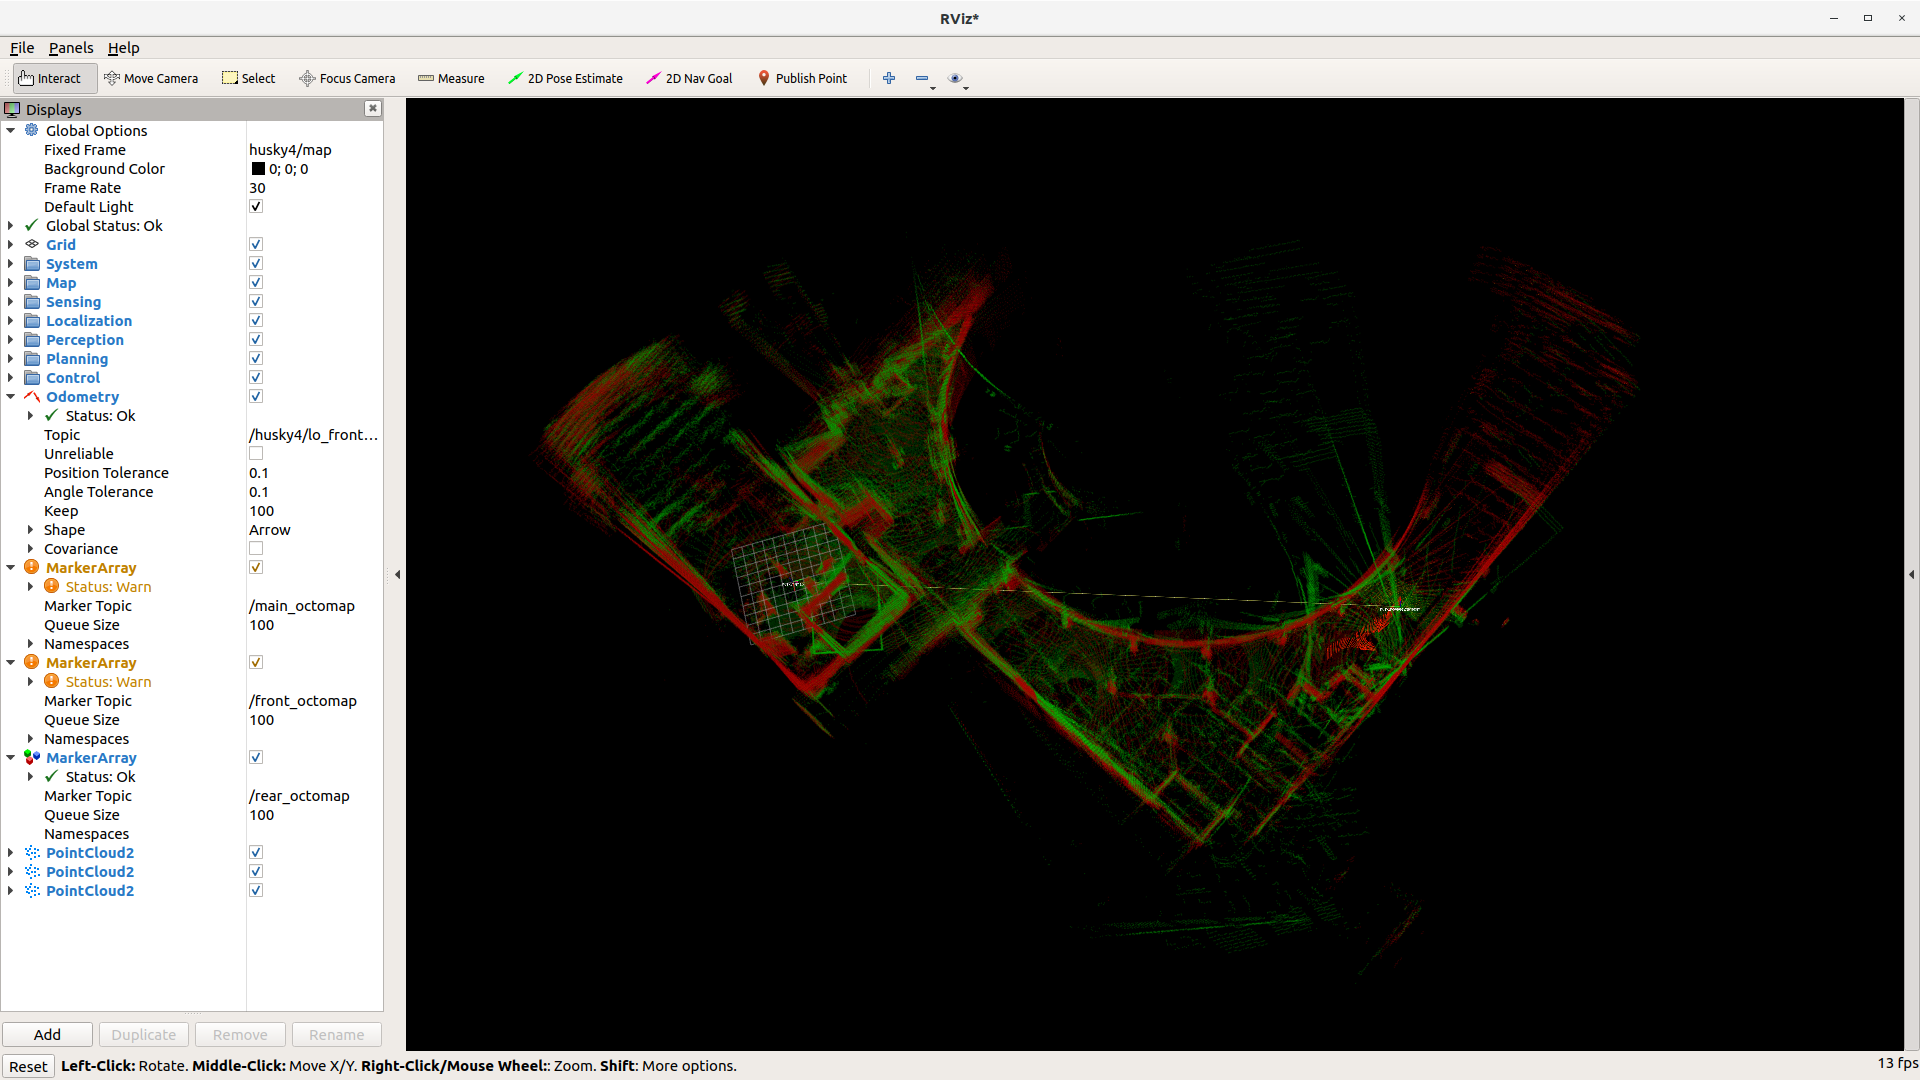 RViz*
File Panels Help
Interact Move Camera Select Focus Camera Measure 2D Pose Estimate 2D Nav Goal Publish Point
Displays
Global Options
Fixed Frame husky4/map
Background Color 0; 0; 0
Frame Rate 30
Default Light
Global Status: Ok
Grid
System
Map
Sensing
Localization
Perception
Planning
Control
Odometry
Status: Ok
Topic /husky4/lo_front...
Unreliable
Position Tolerance 0.1
Angle Tolerance 0.1
Keep 100
Shape Arrow
Covariance
MarkerArray
Status: Warn
Marker Topic /main_octomap
Queue Size 100
Namespaces
MarkerArray
Status: Warn
Marker Topic /front_octomap
Queue Size 100
Namespaces
MarkerArray
Status: Ok
Marker Topic /rear_octomap
Queue Size 100
Namespaces
PointCloud2
PointCloud2
PointCloud2
Add Duplicate Remove Rename
Reset Left-Click: Rotate. Middle-Click: Move X/Y. Right-Click/Mouse Wheel:: Zoom. Shift: More options. 13 fps